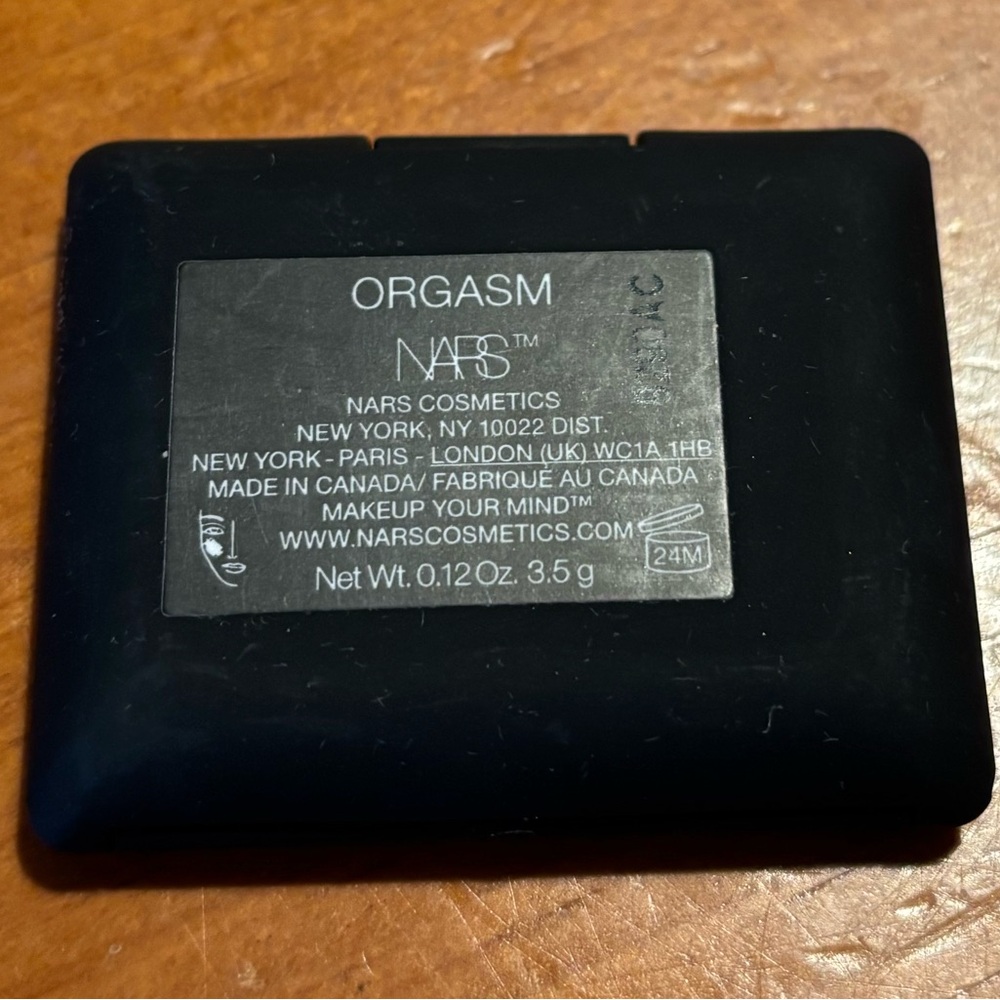 ORGASM
NARS™
NARS COSMETICS
NEW YORK, NY 10022 DIST.
NEW YORK - PARIS - LONDON (UK) WC1A 1HB
MADE IN CANADA/ FABRIQUÉ AU CANADA
MAKEUP YOUR MIND™
WWW.NARSCOSMETICS.COM
24M
Net Wt. 0.12 Oz. 3.5 g